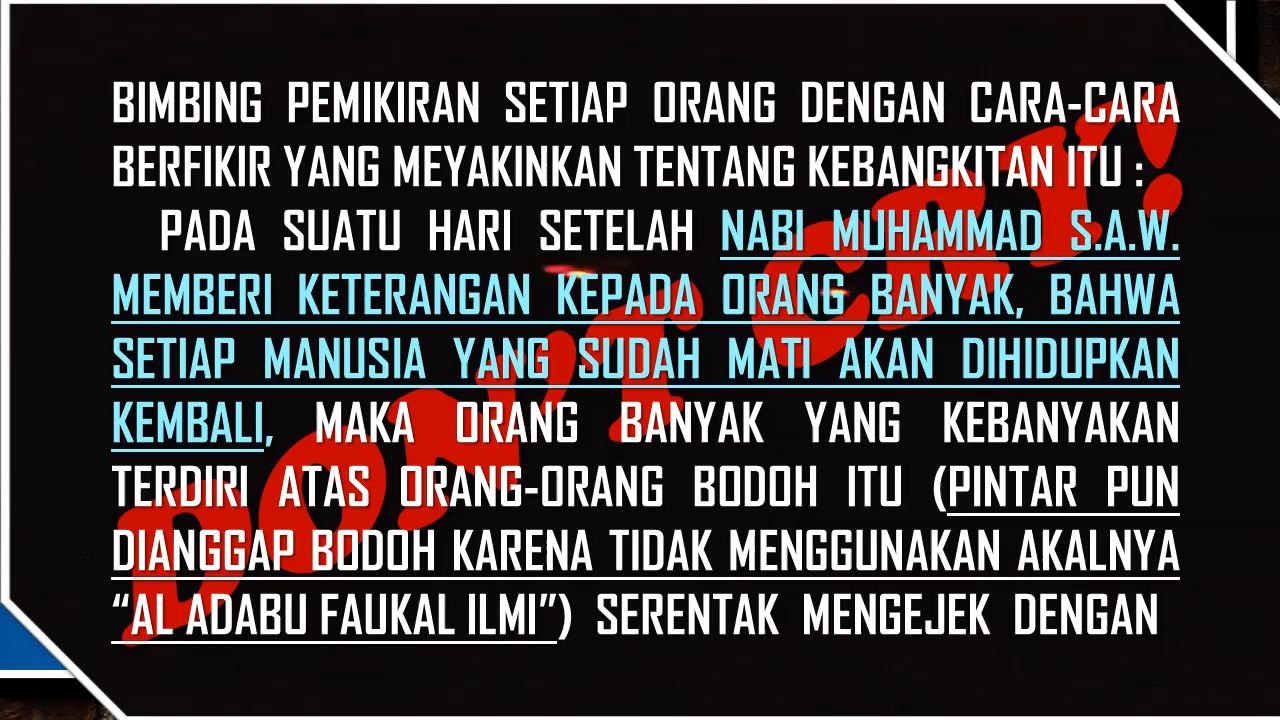 BIMBING PEMIKIRAN SETIAP ORANG DENGAN CARA-CARA
BERFIKIR YANG MEYAKINKAN TENTANG KEBANGKITAN ITU :
PADA SUATU HARI SETELAH NABI MUHAMMAD S.A.W.
MEMBERI KETERANGAN KEPADA ORANG BANYAK, BAHWA
SETIAP MANUSIA YANG SUDAH MATI AKAN DIHIDUPKAN
KEMBALI, MAKA ORANG BANYAK YANG KEBANYAKAN
TERDIRI ATAS ORANG-ORANG BODOH ITU (PINTAR PUN
DIANGGAP BODOH KARENA TIDAK MENGGUNAKAN AKALNYA
“AL ADABU FAUKAL ILMI”) SERENTAK MENGEJEK DENGAN
DON'T CRY!